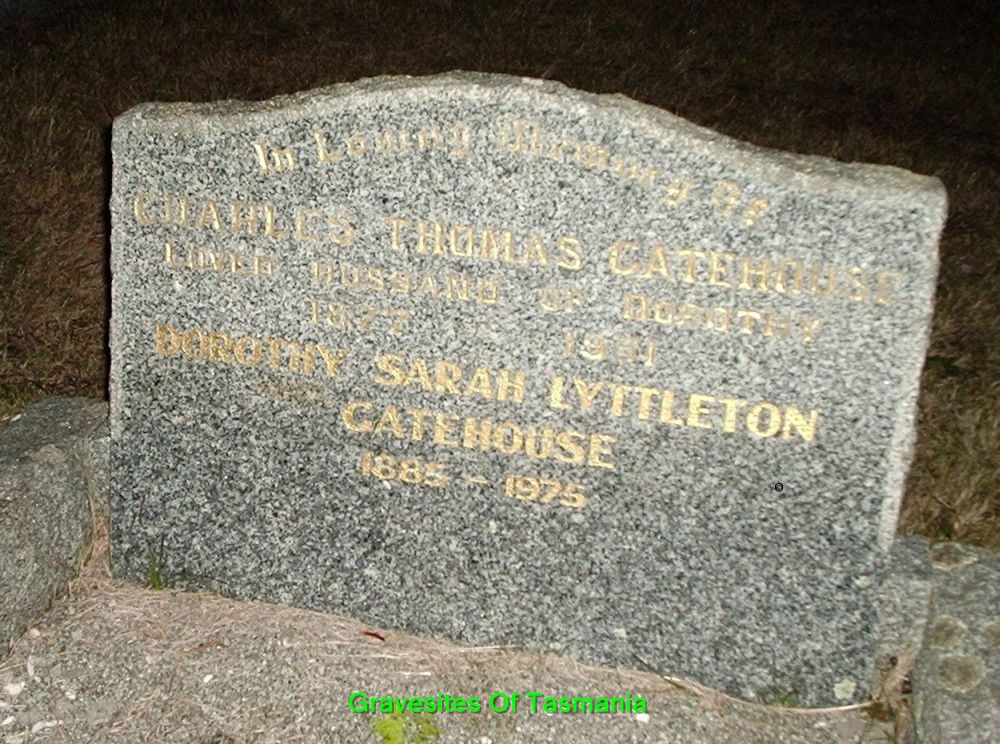 In Loving Memory Of
CHARLES THOMAS GATEHOUSE
LOVED HUSBAND OF DOROTHY
1877 - 1951
DOROTHY SARAH LYTTLETON
GATEHOUSE
1885 - 1975
©
Gravesites Of Tasmania